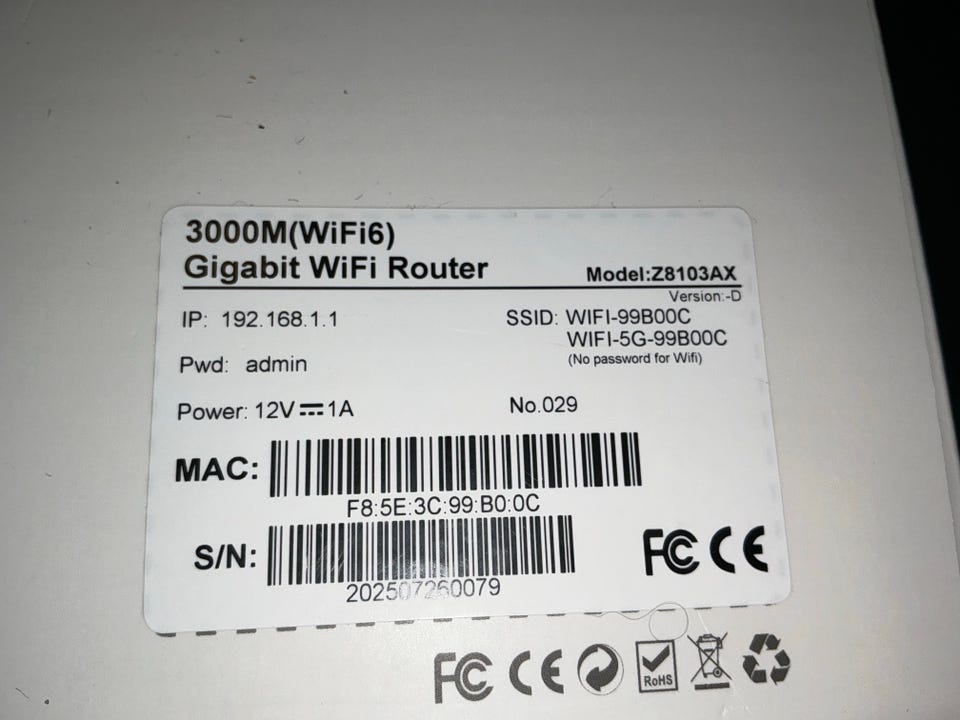 3000M(WiFi6)
Gigabit WiFi Router
Model:Z8103AX
Version:-D
IP: 192.168.1.1
SSID: WIFI-99B00C
WIFI-5G-99B00C
(No password for Wifi)
Pwd: admin
Power: 12V⎓1A
No.029
MAC:
F8:5E:3C:99:B0:0C
S/N:
202507260079
FC CE
FC CE
RoHS